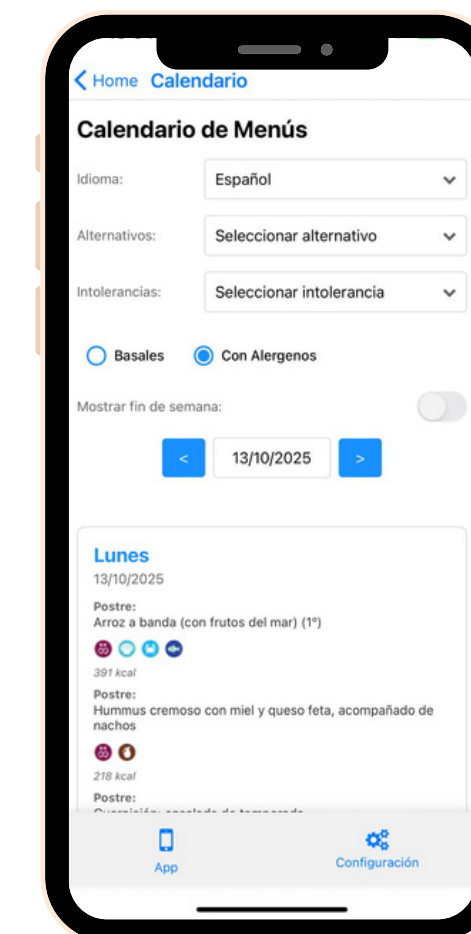 Home Calendario
Calendario de Menús
Idioma: Español
Alternativos: Seleccionar alternativo
Intolerancias: Seleccionar intolerancia
Basales Con Alergenos
Mostrar fin de semana:
< 13/10/2025 >
Lunes
13/10/2025
Postre:
Arroz a banda (con frutos del mar) (1º)
391 kcal
Postre:
Hummus cremoso con miel y queso feta, acompañado de
nachos
218 kcal
Postre:
App Configuración